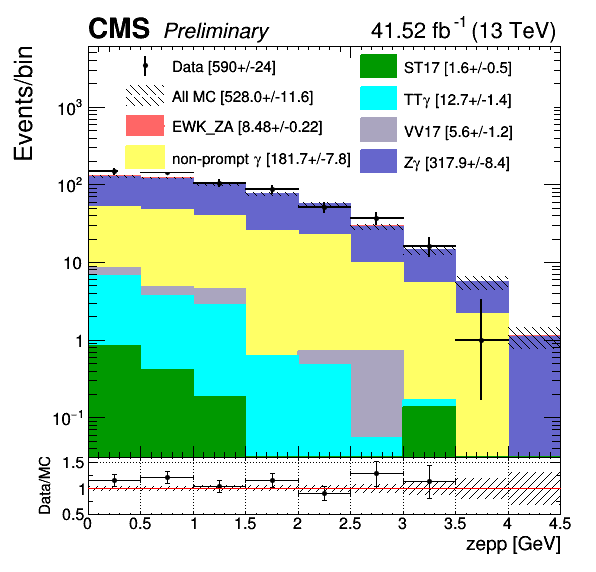 CMS Preliminary 41.52 fb⁻¹ (13 TeV)
Events/bin
Data [590+/-24]
All MC [528.0+/-11.6]
EWK_ZA [8.48+/-0.22]
non-prompt γ [181.7+/-7.8]
ST17 [1.6+/-0.5]
TTγ [12.7+/-1.4]
VV17 [5.6+/-1.2]
Zγ [317.9+/-8.4]
10³
10²
10
1
10⁻¹
Data/MC
1.5
1
0.5
0 0.5 1 1.5 2 2.5 3 3.5 4 4.5
zepp [GeV]